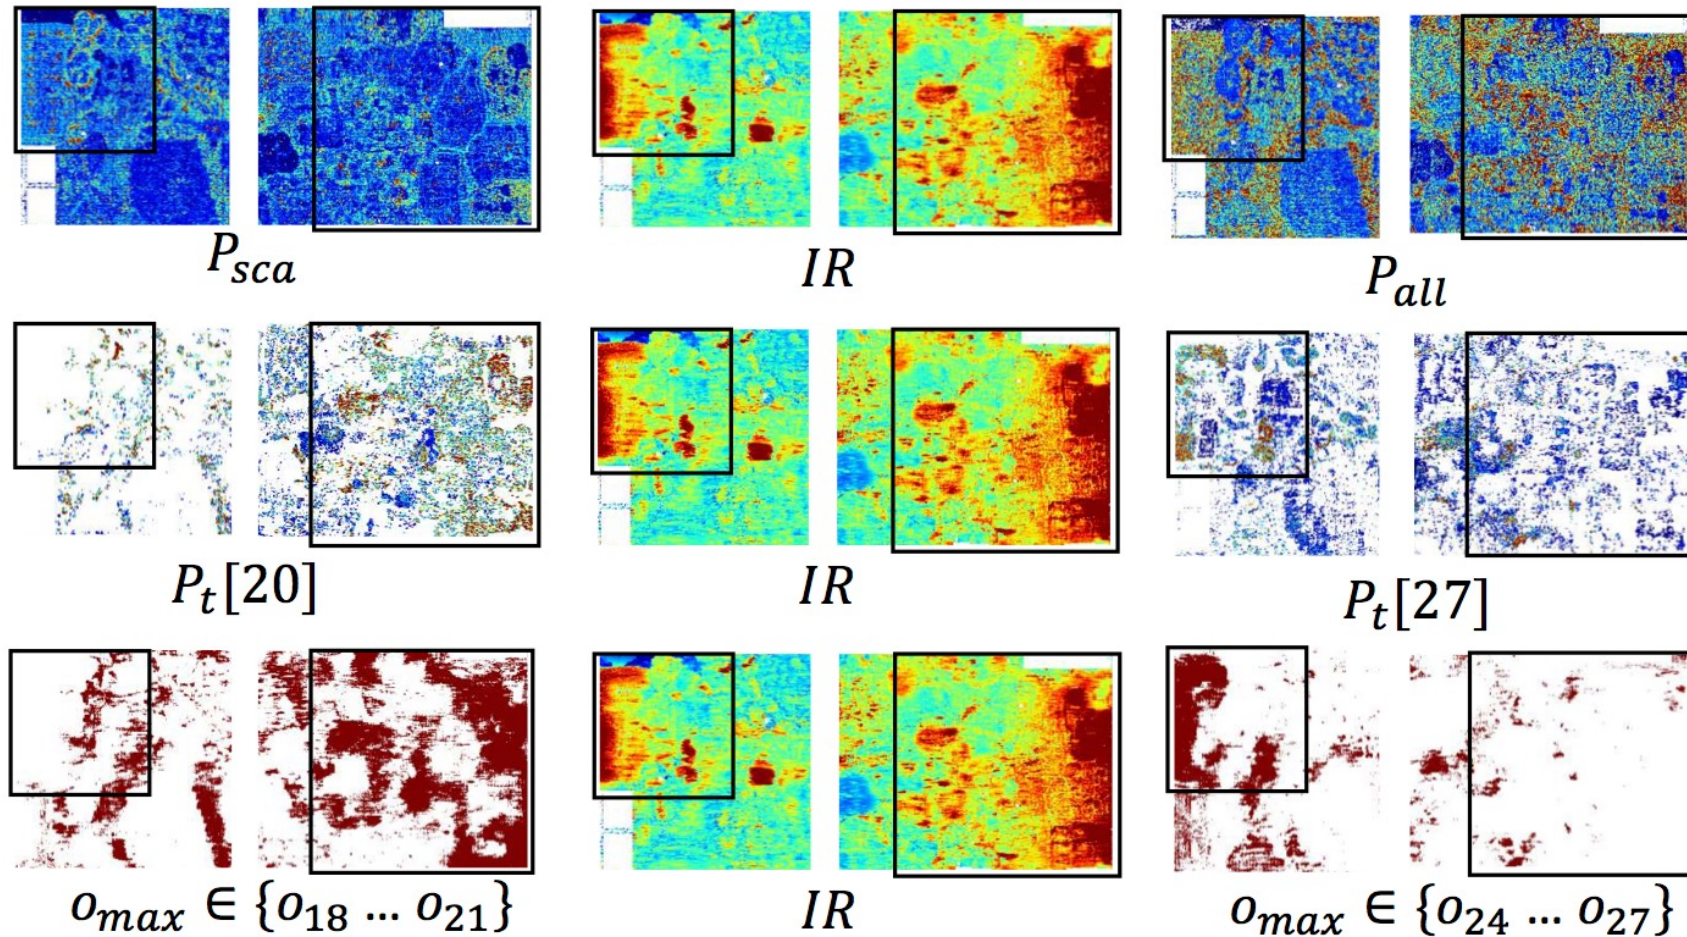 P_sca
IR
P_all
P_t[20]
IR
P_t[27]
o_max ∈ {o_18 ... o_21}
IR
o_max ∈ {o_24 ... o_27}